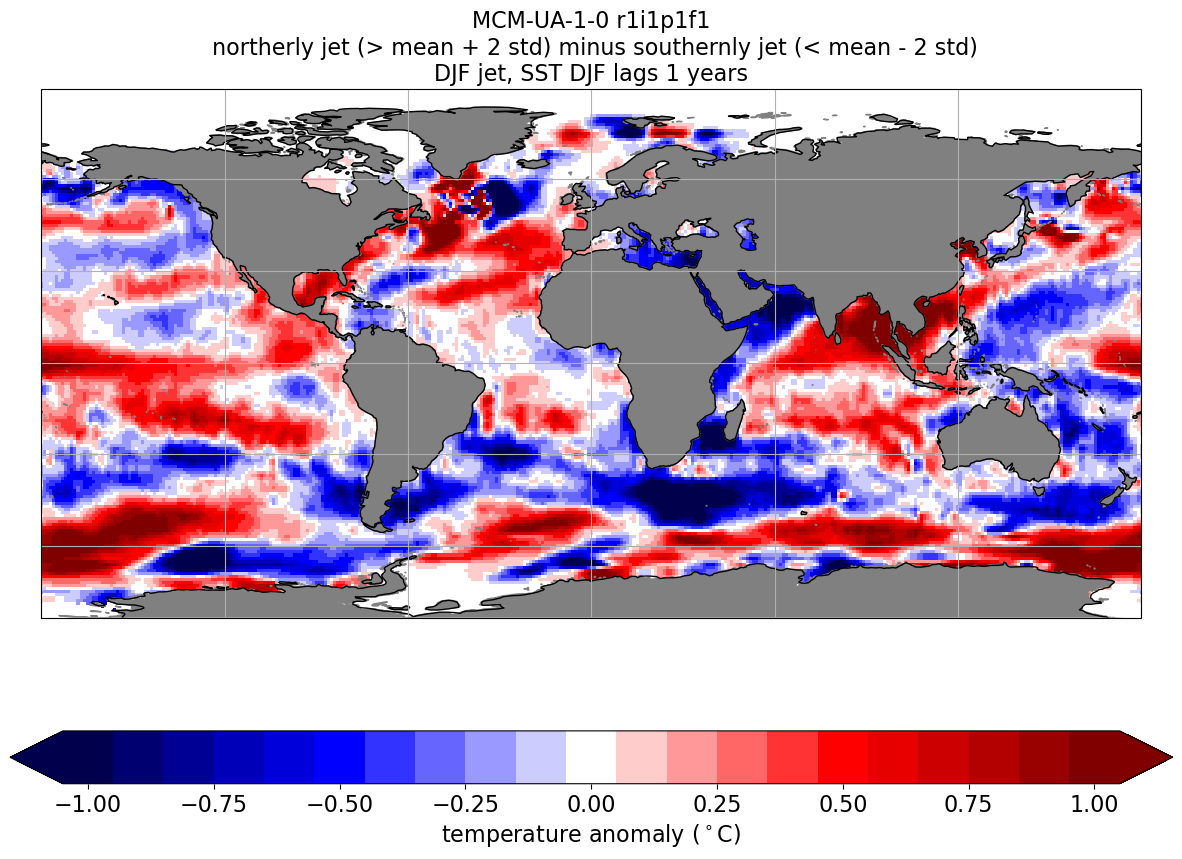 MCM-UA-1-0 r1i1p1f1
northerly jet (> mean + 2 std) minus southernly jet (< mean - 2 std)
DJF jet, SST DJF lags 1 years
−1.00 −0.75 −0.50 −0.25 0.00 0.25 0.50 0.75 1.00
temperature anomaly (°C)